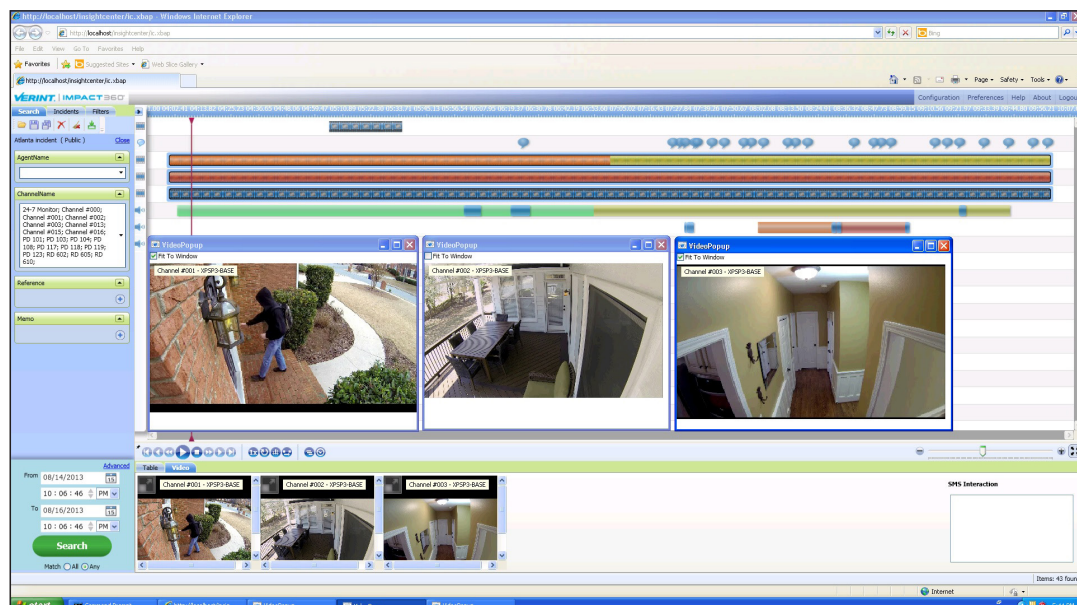 http://localhost/insightcenter/ic.xbap - Windows Internet Explorer
http://localhost/insightcenter/ic.xbap
Bing
File Edit View Go To Favorites Help
Favorites Suggested Sites Web Slice Gallery
http://localhost/insightcenter/ic.xbap
Page Safety Tools
VERINT. IMPACT 360
Configuration Preferences Help About Logou
Search Incidents Filters
Atlanta incident ( Public ) Close
AgentName
ChannelName
24-7 Monitor; Channel #000;
Channel #001; Channel #002;
Channel #003; Channel #013;
Channel #015; Channel #016;
PD 101; PD 103; PD 104; PD
108; PD 117; PD 118; PD 119;
PD 123; RD 602; RD 605; RD
610;
Reference
Memo
VideoPopup
Fit To Window
Channel #001 - XPSP3-BASE
VideoPopup
Fit To Window
Channel #002 - XPSP3-BASE
VideoPopup
Fit To Window
Channel #003 - XPSP3-BASE
Advanced
From 08/14/2013 15
10 : 06 : 46 PM
To 08/16/2013 15
10 : 06 : 46 PM
Search
Match All Any
Table Video
Channel #001 - XPSP3-BASE
Channel #002 - XPSP3-BASE
Channel #003 - XPSP3-BASE
SMS Interaction
Items: 43 foun
Internet